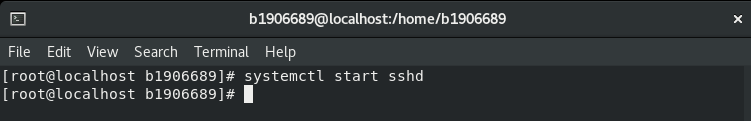 b1906689@localhost:/home/b1906689
File Edit View Search Terminal Help
[root@localhost b1906689]# systemctl start sshd
[root@localhost b1906689]#